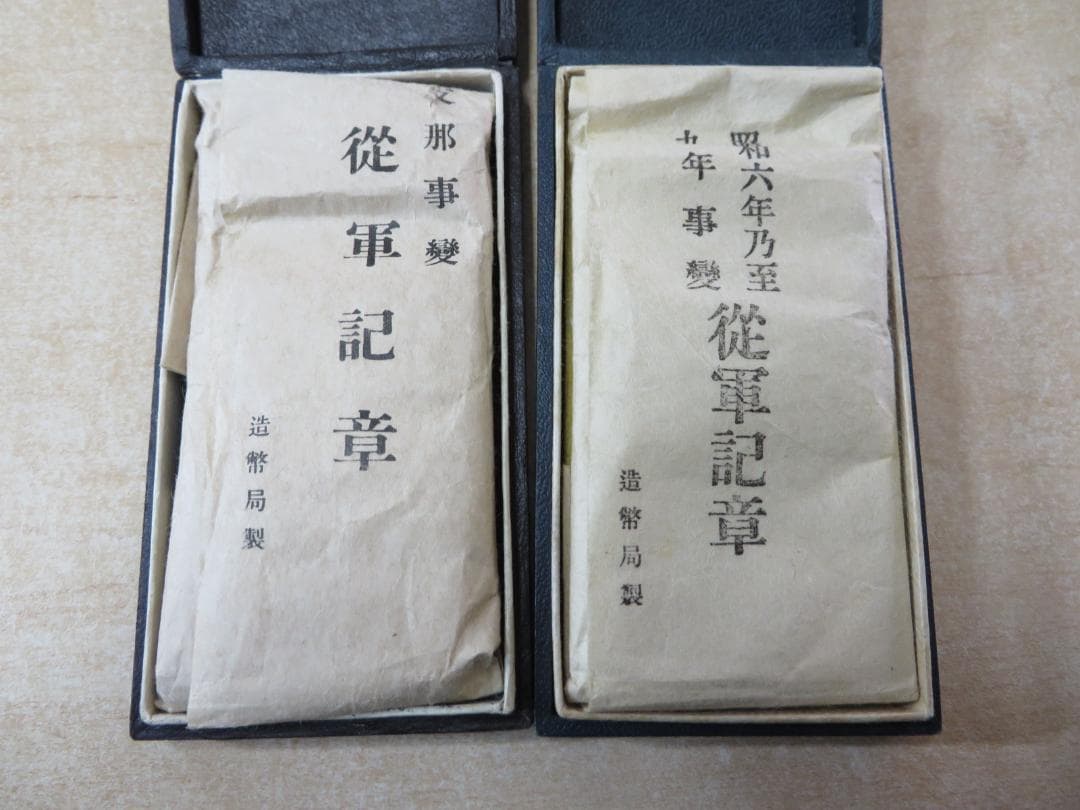 支那事變
從軍記章
造幣局製
昭和六年乃至
九年事變
從軍記章
造幣局製